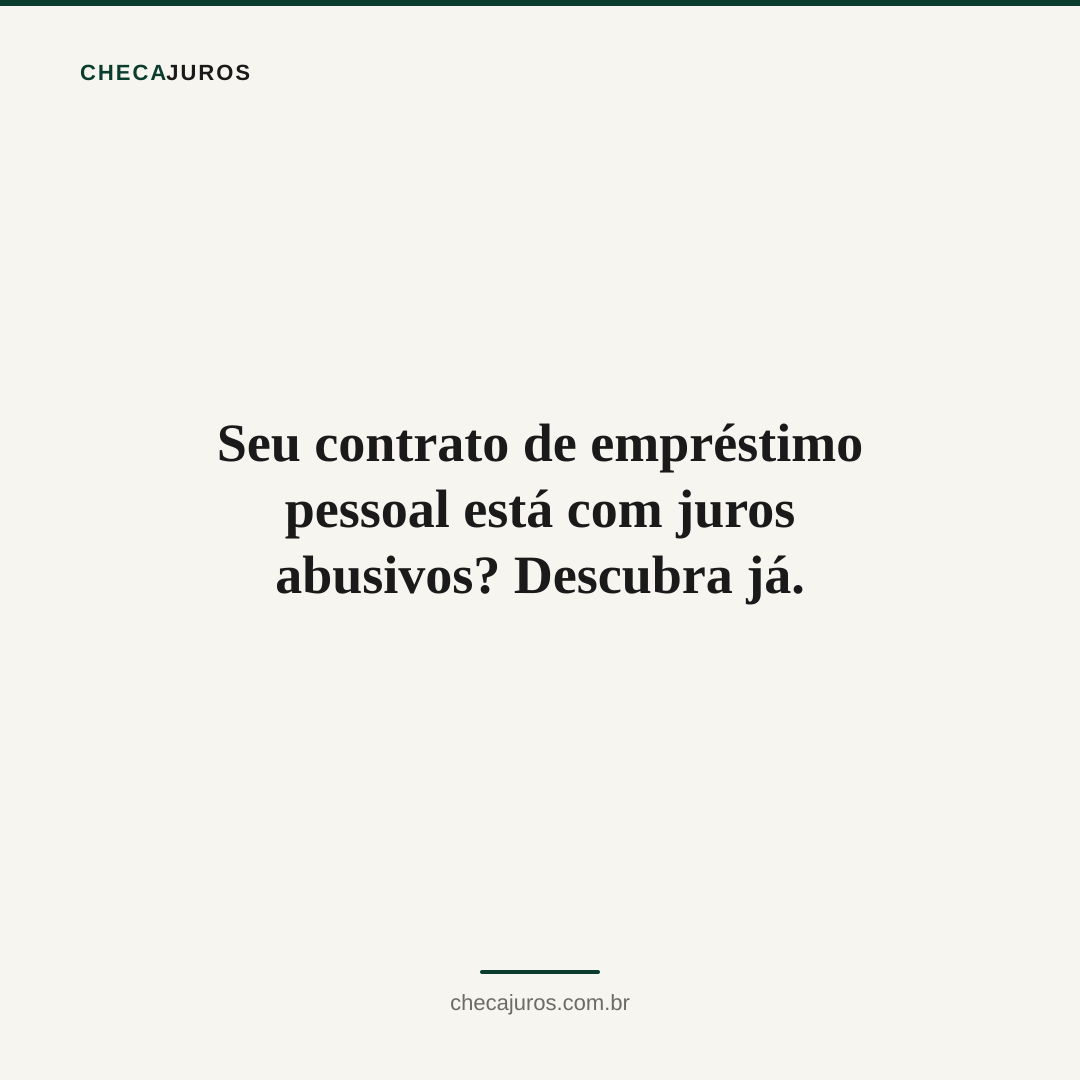 CHECAJUROS
Seu contrato de empréstimo
pessoal está com juros
abusivos? Descubra já.
checajuros.com.br